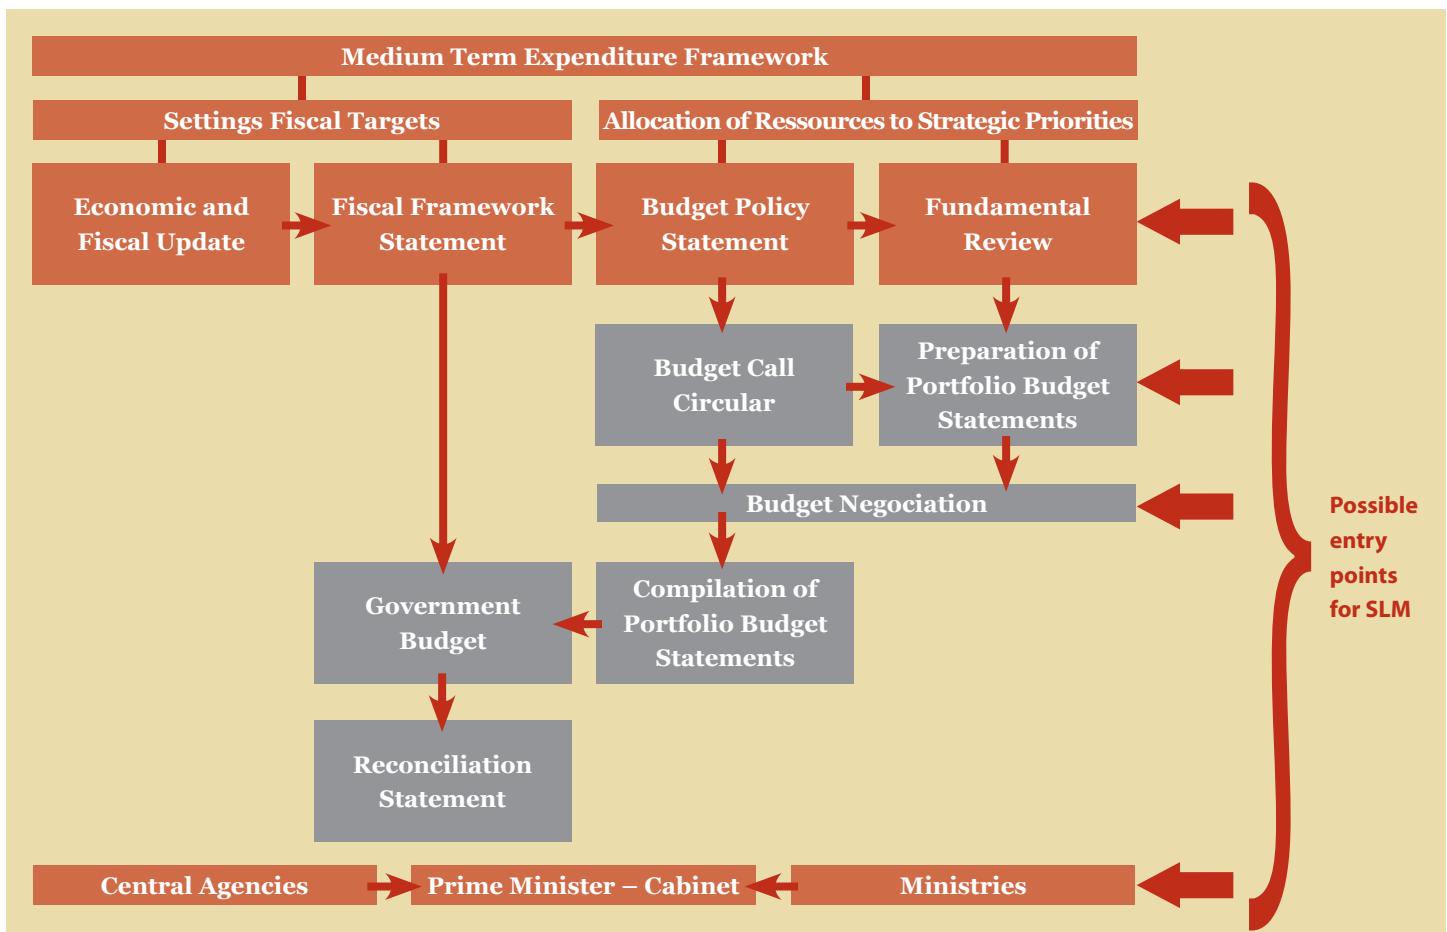 Medium Term Expenditure Framework
Settings Fiscal Targets
Allocation of Ressources to Strategic Priorities
Economic and
Fiscal Update
Fiscal Framework
Statement
Budget Policy
Statement
Fundamental
Review
Budget Call
Circular
Preparation of
Portfolio Budget
Statements
Budget Negociation
Possible
entry
points
for SLM
Government
Budget
Compilation of
Portfolio Budget
Statements
Reconciliation
Statement
Central Agencies
Prime Minister – Cabinet
Ministries